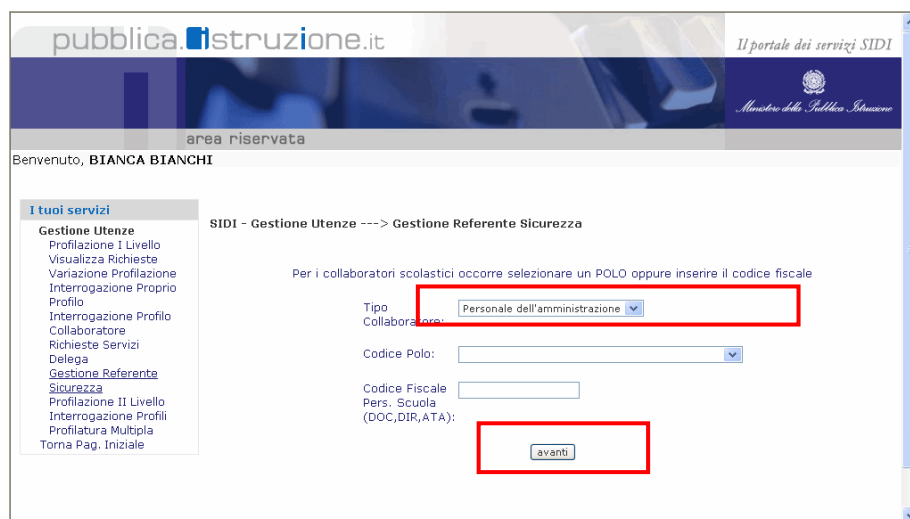 pubblica.istruzione.it
Il portale dei servizi SIDI
Ministero della Pubblica Istruzione
area riservata
Benvenuto, BIANCA BIANCHI
I tuoi servizi
Gestione Utenze
Profilazione I Livello
Visualizza Richieste
Variazione Profilazione
Interrogazione Proprio
Profilo
Interrogazione Profilo
Collaboratore
Richieste Servizi
Delega
Gestione Referente
Sicurezza
Profilazione II Livello
Interrogazione Profili
Profilatura Multipla
Torna Pag. Iniziale
SIDI - Gestione Utenze ---> Gestione Referente Sicurezza
Per i collaboratori scolastici occorre selezionare un POLO oppure inserire il codice fiscale
Tipo
Collaboratore:
Personale dell'amministrazione
Codice Polo:
Codice Fiscale
Pers. Scuola
(DOC,DIR,ATA):
avanti